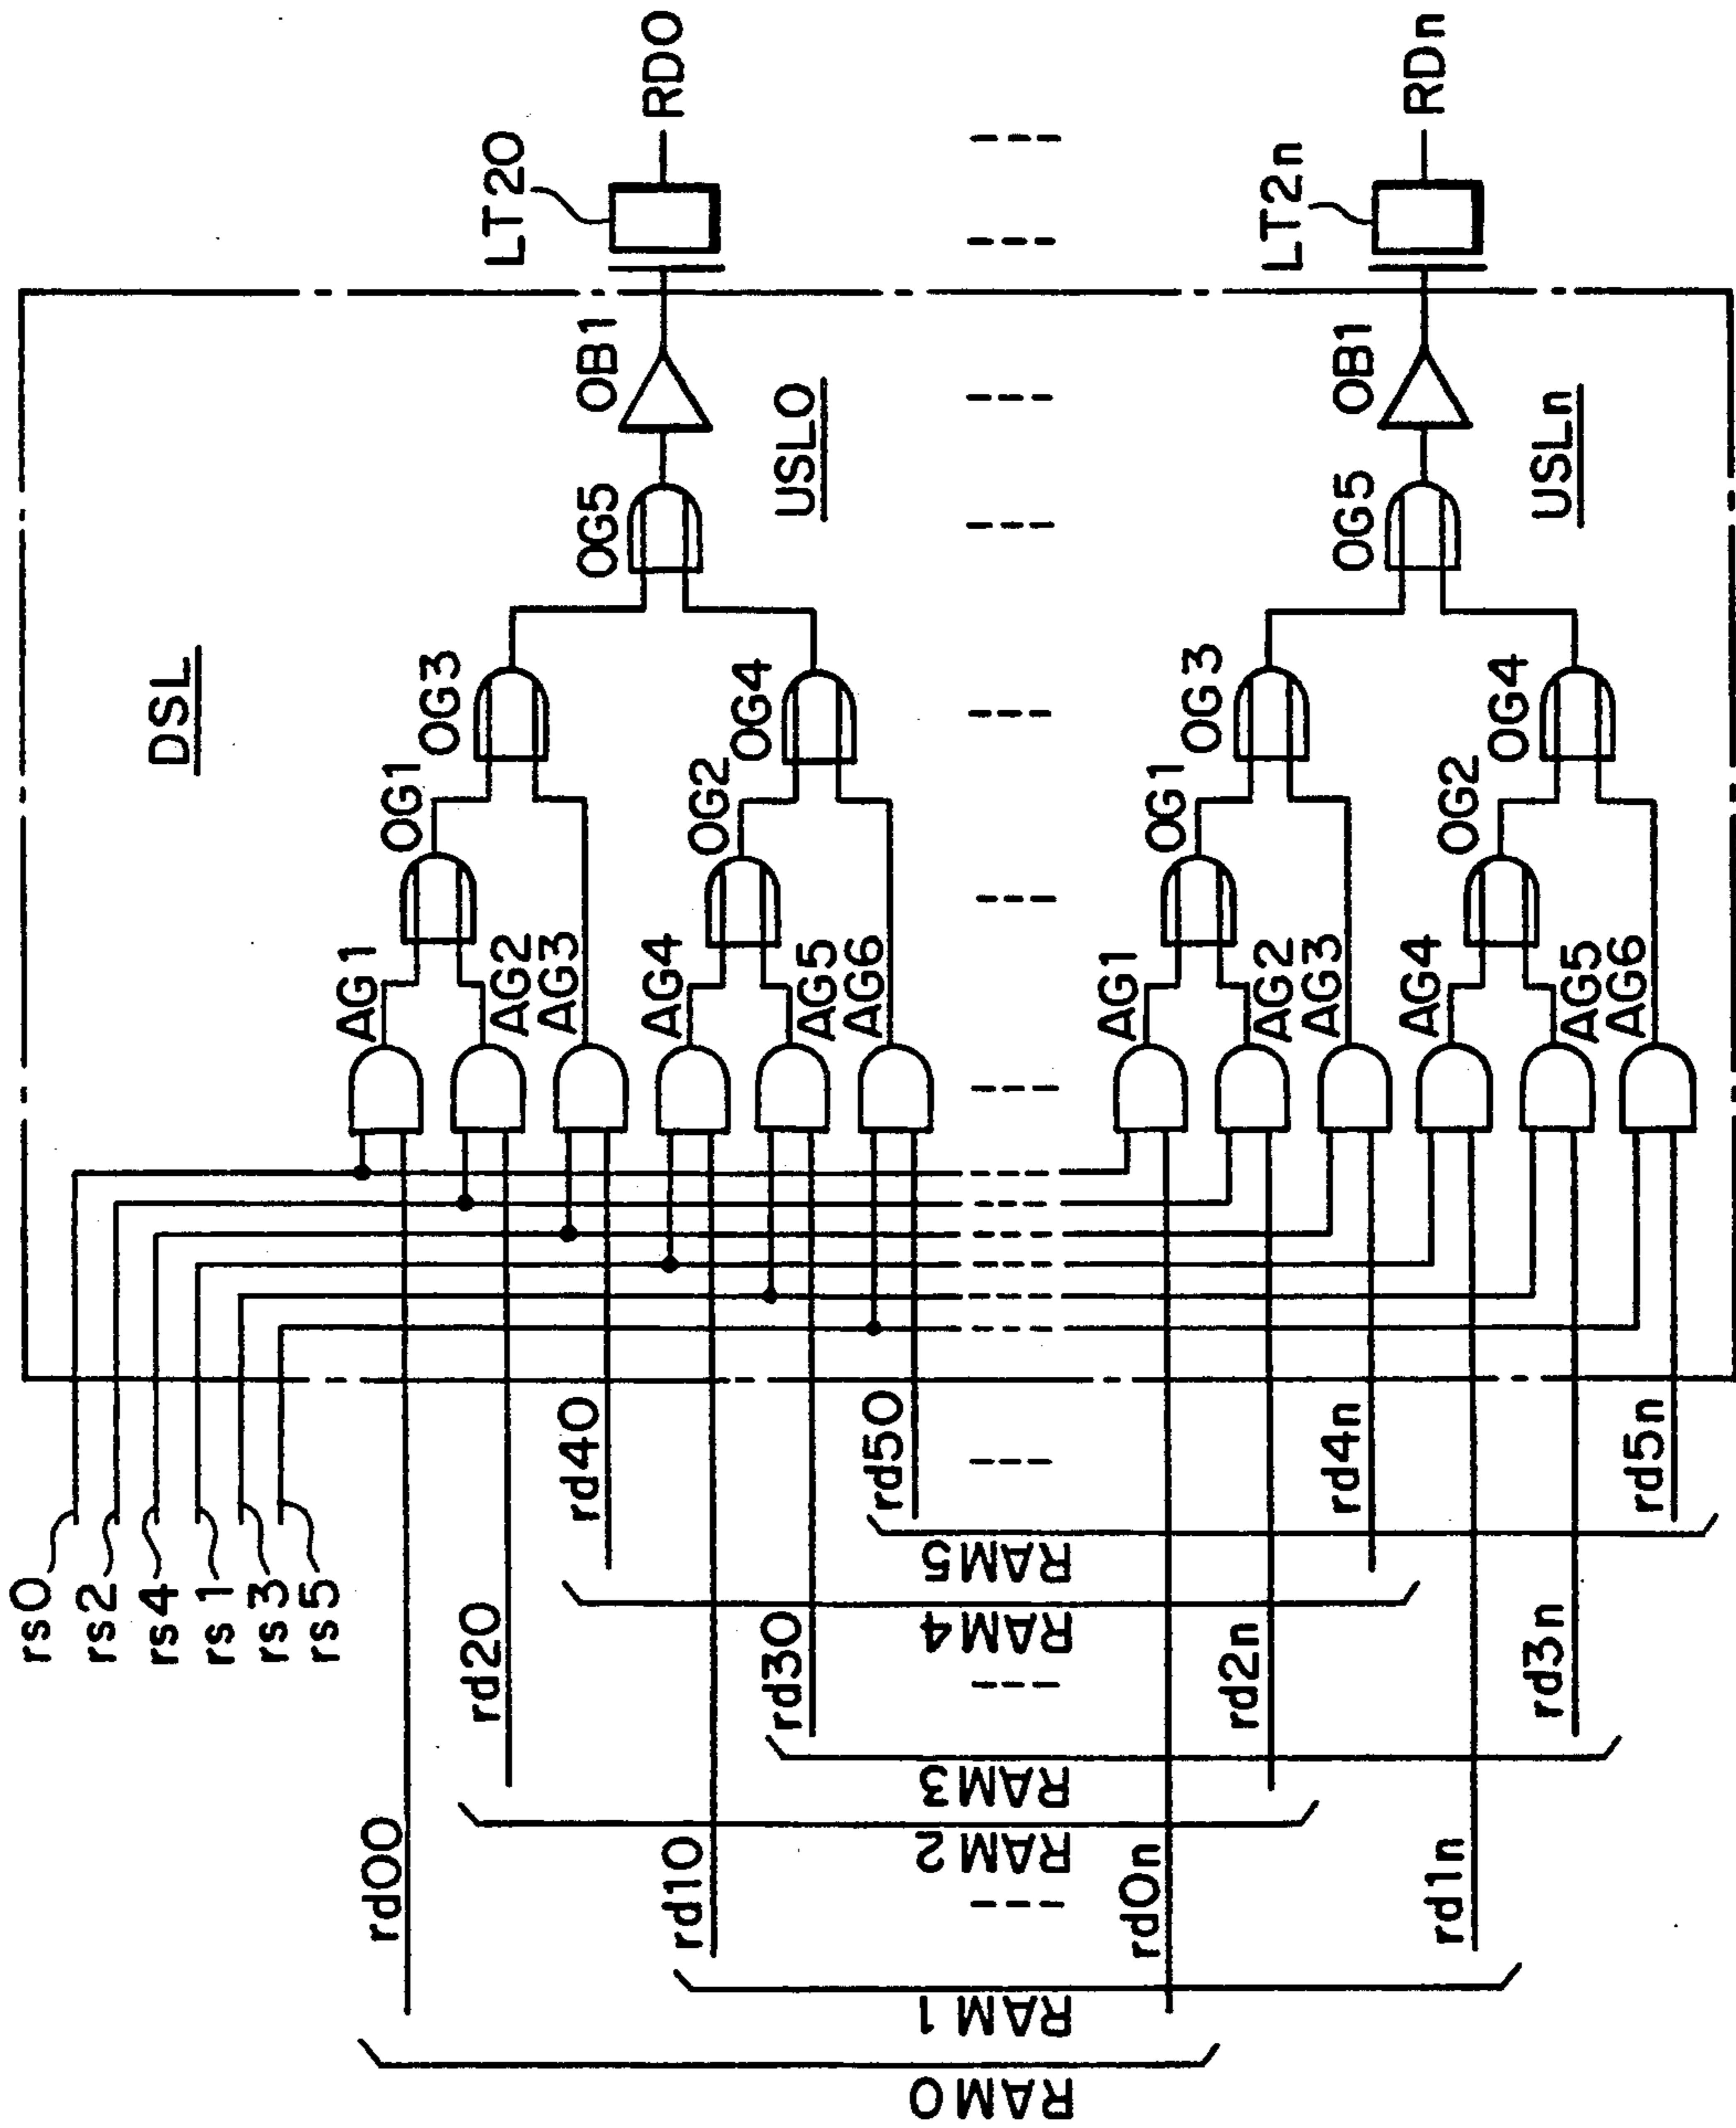 DSL
rs0
rs2
rs4
rs1
rs3
rs5
AG1
AG2
AG3
AG4
AG5
AG6
OG1
OG2
OG3
OG4
OG5
OB1
USL0
LT20
RD0
rd00
rd20
rd40
rd10
rd30
rd50
AG1
AG2
AG3
AG4
AG5
AG6
OG1
OG2
OG3
OG4
OG5
OB1
USLn
LT2n
RDn
rd0n
rd2n
rd4n
rd1n
rd3n
rd5n
RAM0
RAM1
RAM2
RAM3
RAM4
RAM5